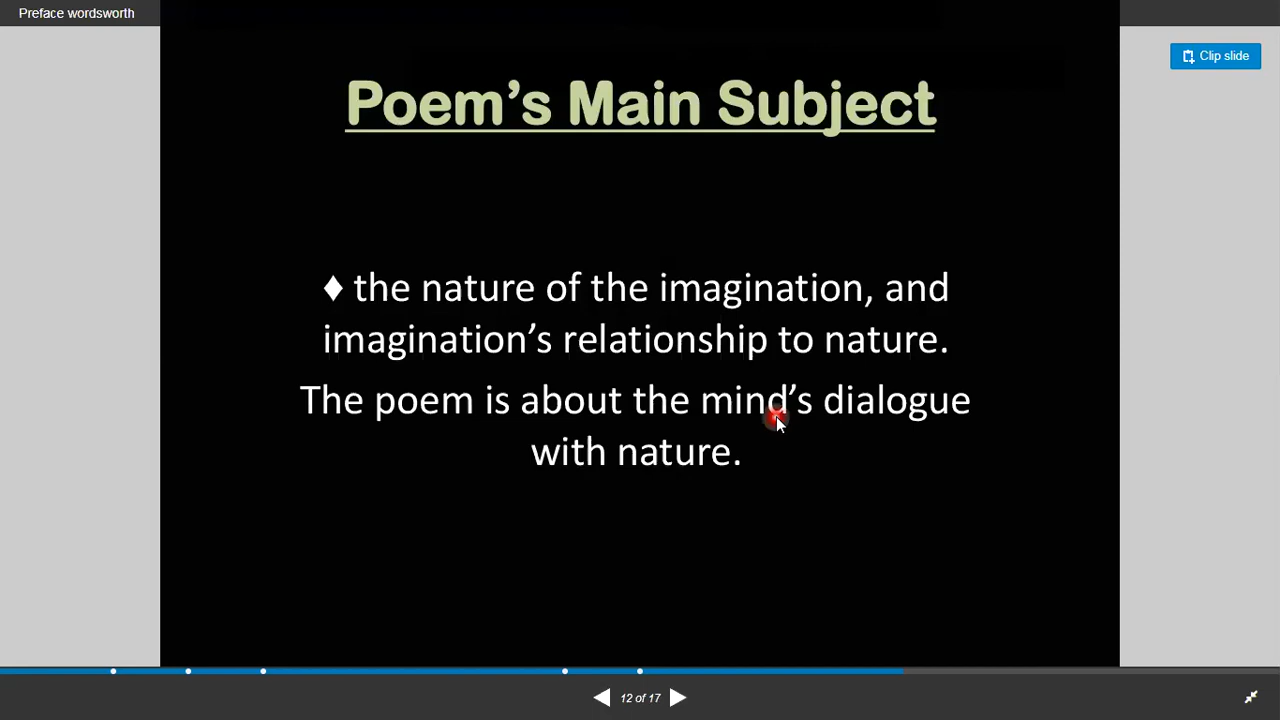 Preface wordsworth
Clip slide
Poem’s Main Subject
♦ the nature of the imagination, and
imagination’s relationship to nature.
The poem is about the mind’s dialogue
with nature.
12 of 17